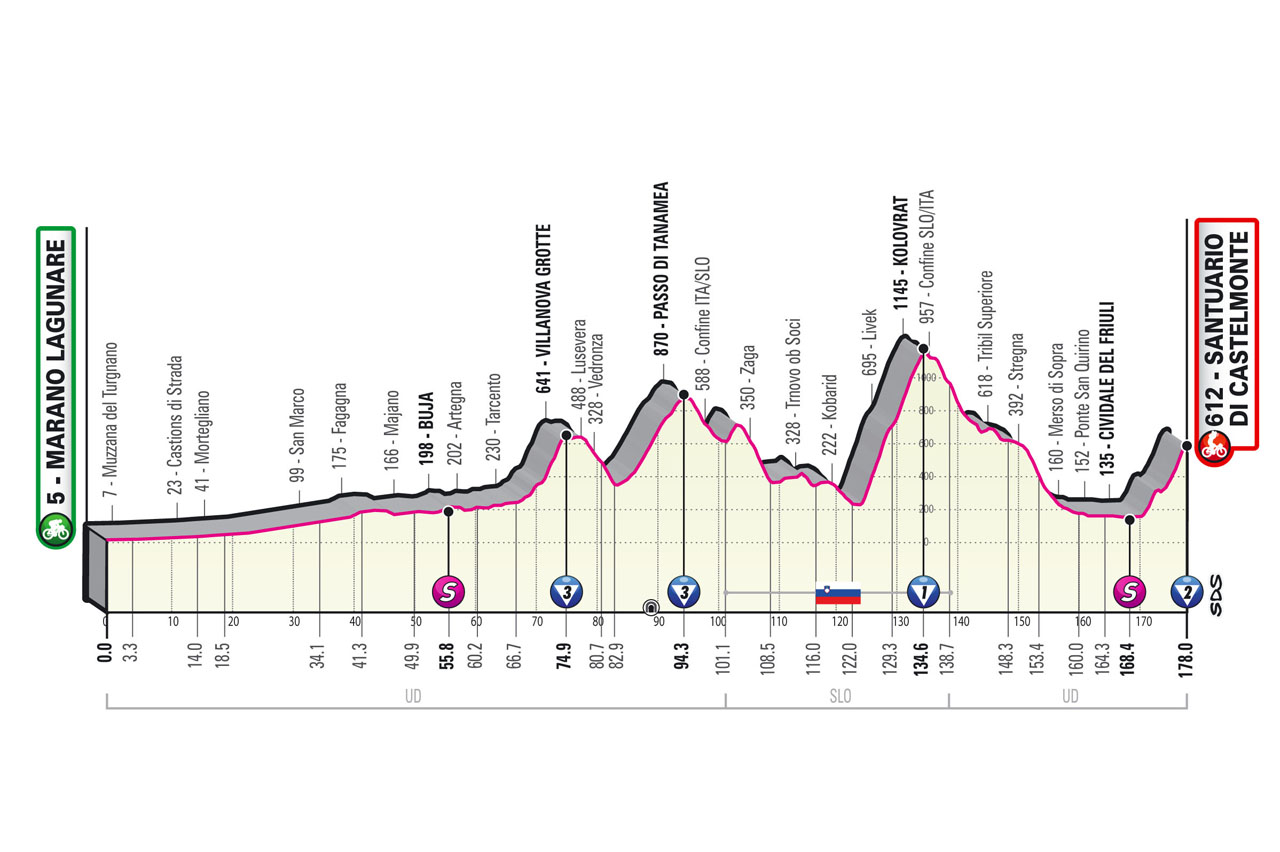 5 - MARANO LAGUNARE
7 - Muzzana del Turgnano
23 - Castions di Strada
41 - Mortegliano
99 - San Marco
175 - Fagagna
166 - Majano
198 - BUJA
202 - Artegna
230 - Tarcento
641 - VILLANOVA GROTTE
488 - Lusevera
328 - Vedronza
870 - PASSO DI TANAMEA
588 - Confine ITA/SLO
350 - Zaga
328 - Trnovo ob Soci
222 - Kobarid
695 - Livek
1145 - KOLOVRAT
957 - Confine SLO/ITA
618 - Tribil Superiore
392 - Stregna
160 - Merso di Sopra
152 - Ponte San Quirino
135 - CIVIDALE DEL FRIULI
612 - SANTUARIO
DI CASTELMONTE
1000
800
600
400
200
0
S 3 3 1 S 2
SDS
0 10 20 30 40 50 60 70 80 90 100 110 120 130 140 150 160 170
0.0 3.3 14.0 18.5 34.1 41.3 49.9 55.8 60.2 66.7 74.9 80.7 82.9 94.3 101.1 108.5 116.0 122.0 129.3 134.6 138.7 148.3 153.4 160.0 164.3 168.4 178.0
UD SLO UD